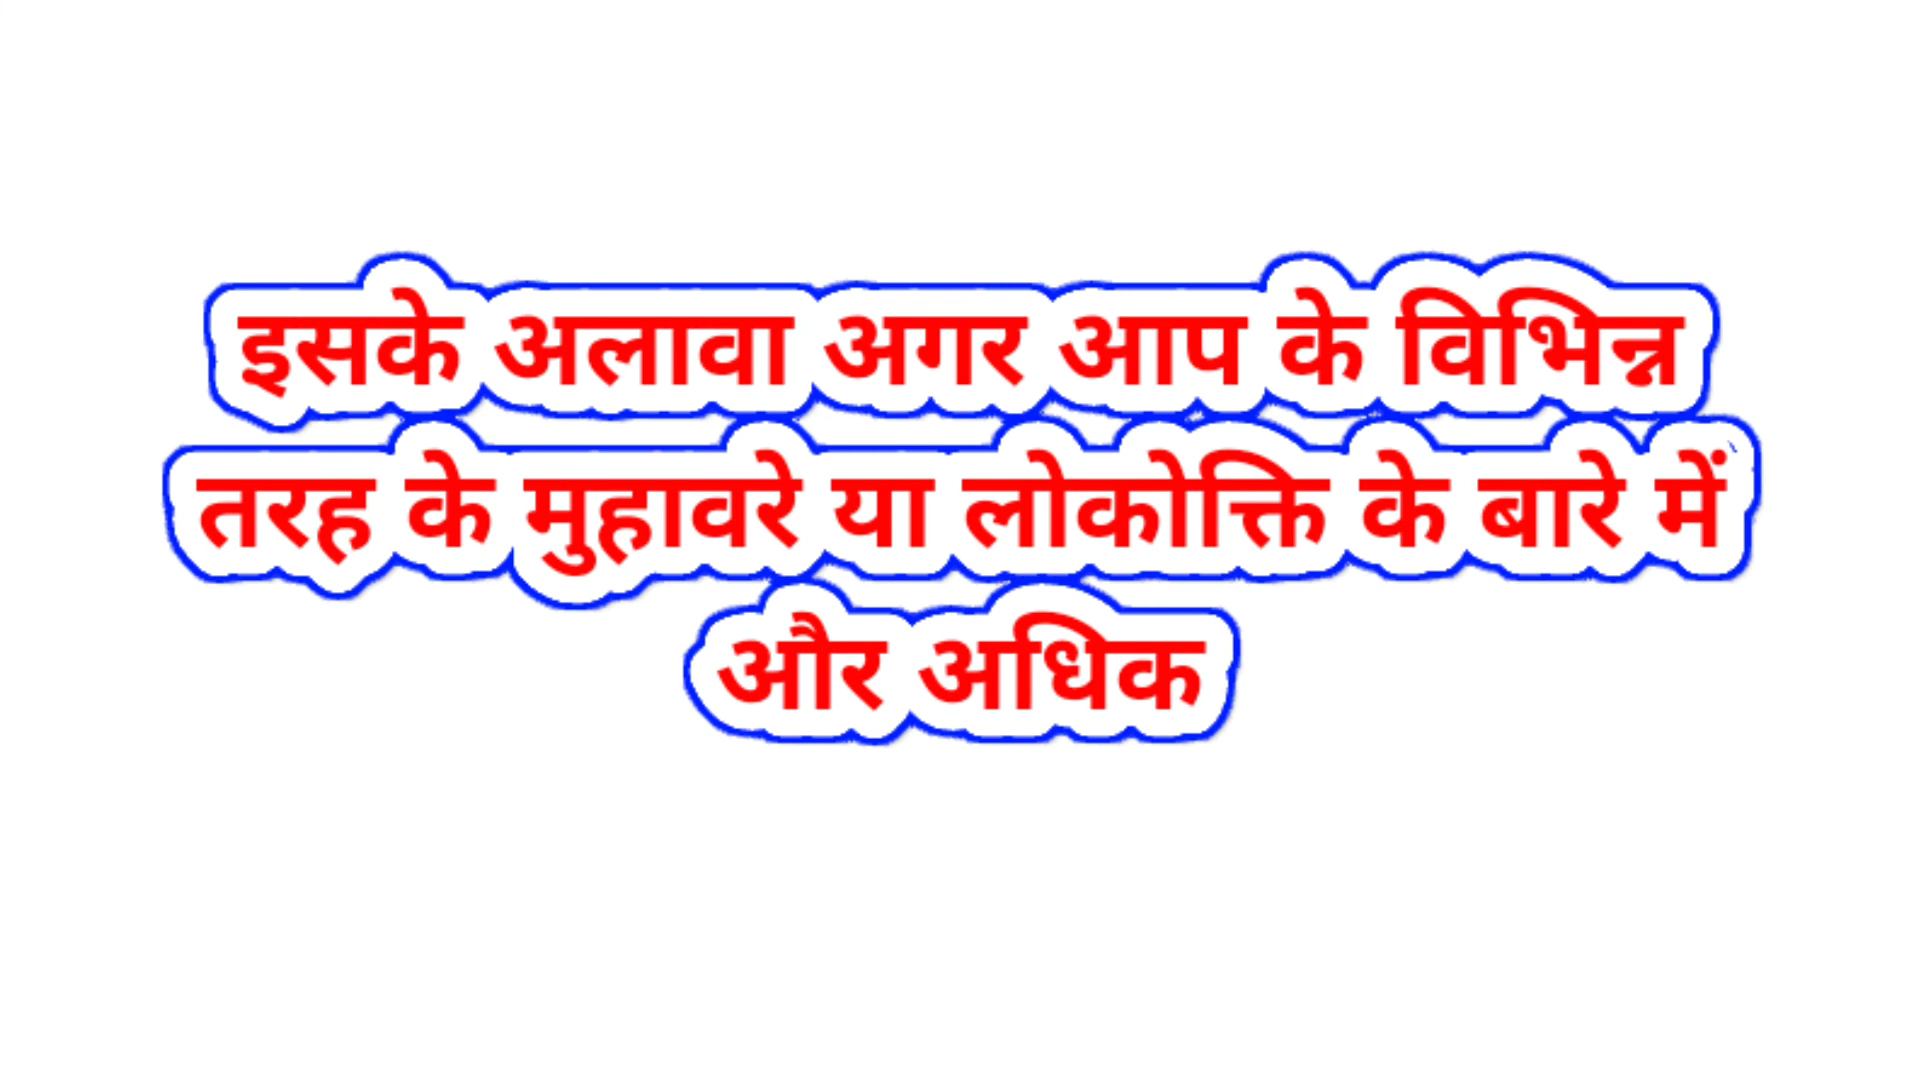 इसके अलावा अगर आप के विभिन्न
तरह के मुहावरे या लोकोक्ति के बारे में
और अधिक